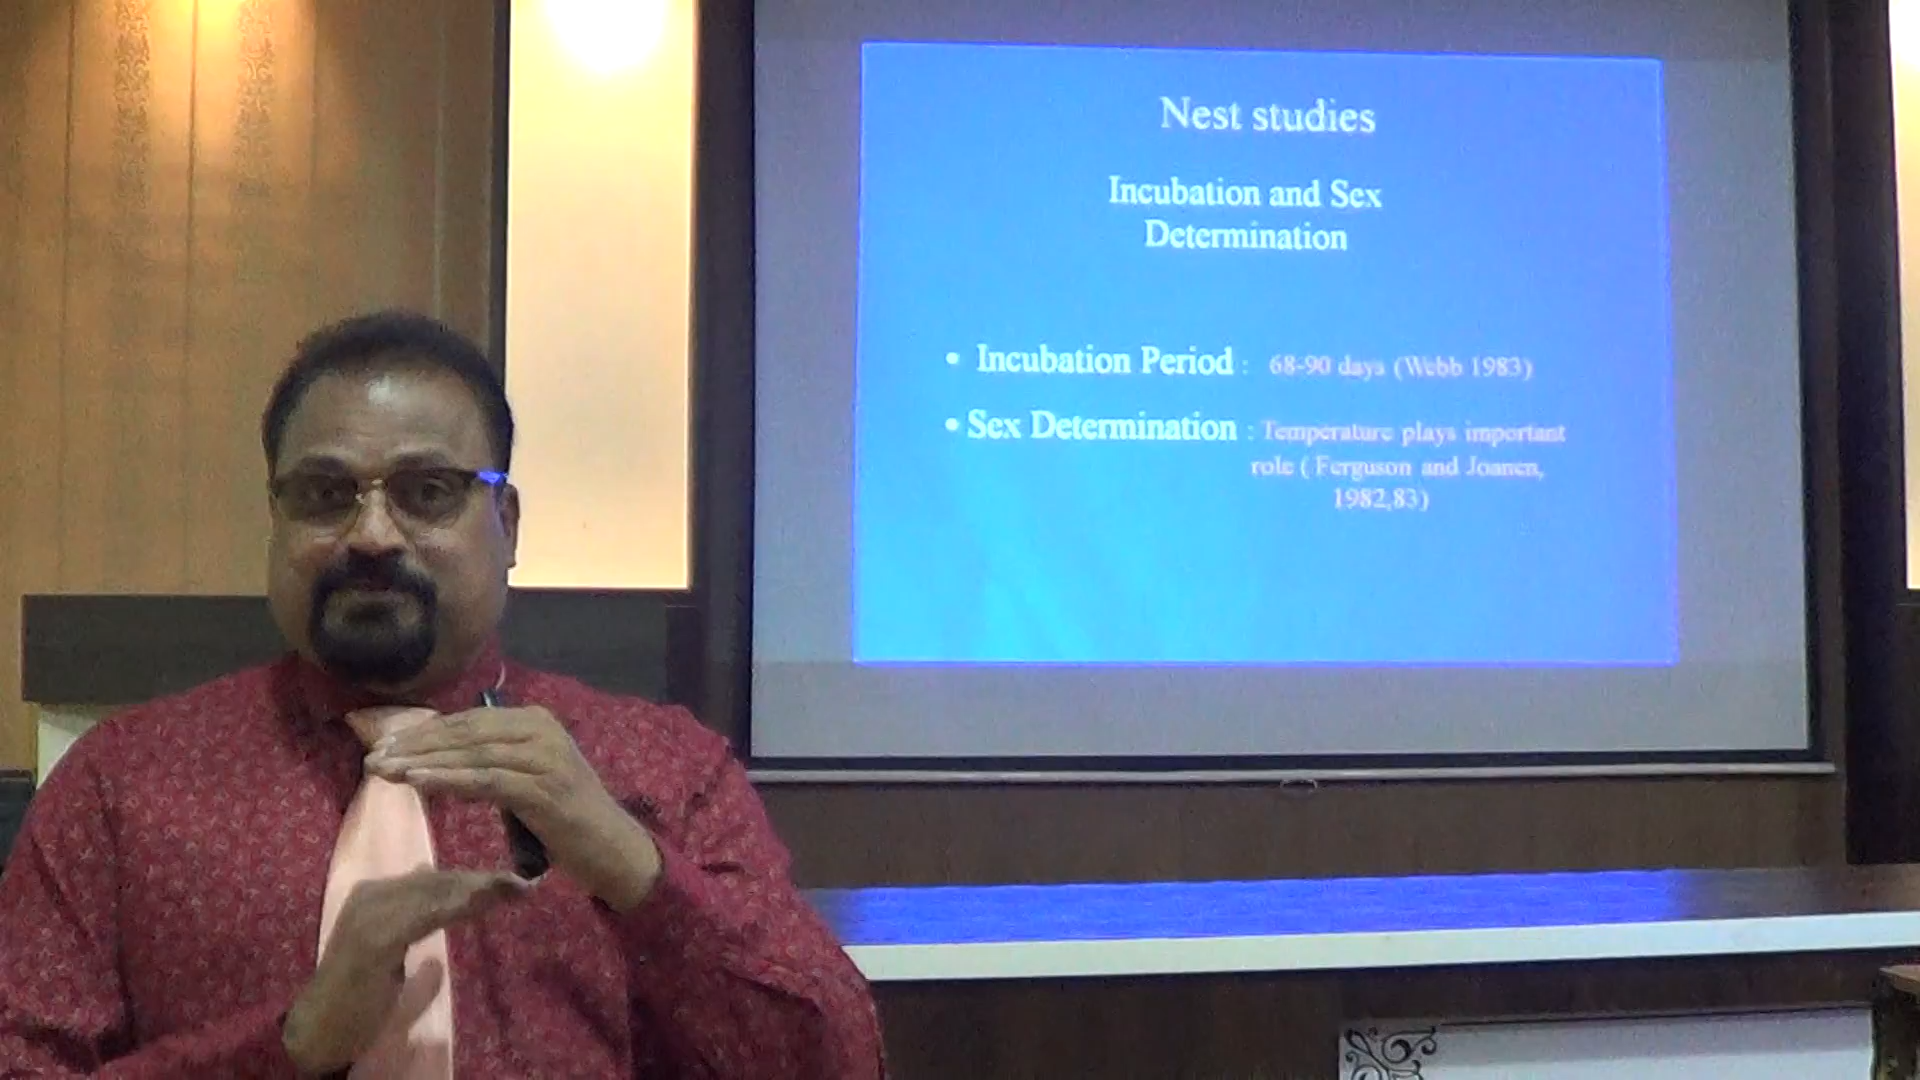 Nest studies
Incubation and Sex
Determination
• Incubation Period : 68-90 days (Webb 1983)
• Sex Determination : Temperature plays important
role ( Ferguson and Joanen,
1982,83)